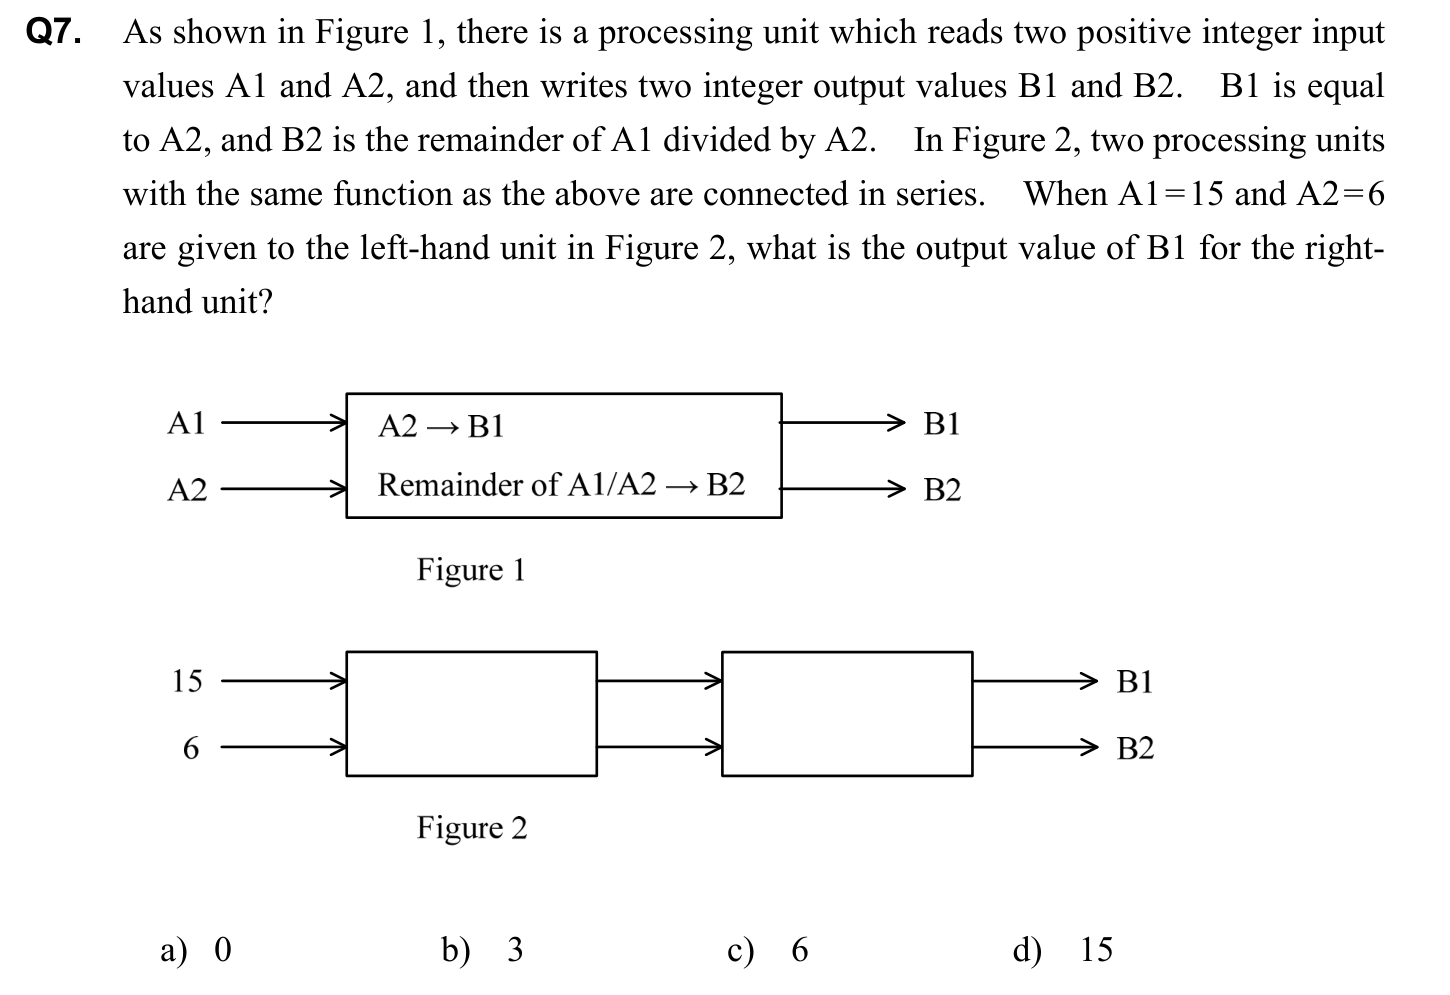 Q7. As shown in Figure 1, there is a processing unit which reads two positive integer input
values A1 and A2, and then writes two integer output values B1 and B2. B1 is equal
to A2, and B2 is the remainder of A1 divided by A2. In Figure 2, two processing units
with the same function as the above are connected in series. When A1=15 and A2=6
are given to the left-hand unit in Figure 2, what is the output value of B1 for the right-
hand unit?
A1 A2 → B1 B1
A2 Remainder of A1/A2 → B2 B2
Figure 1
15 B1
6 B2
Figure 2
a) 0 b) 3 c) 6 d) 15